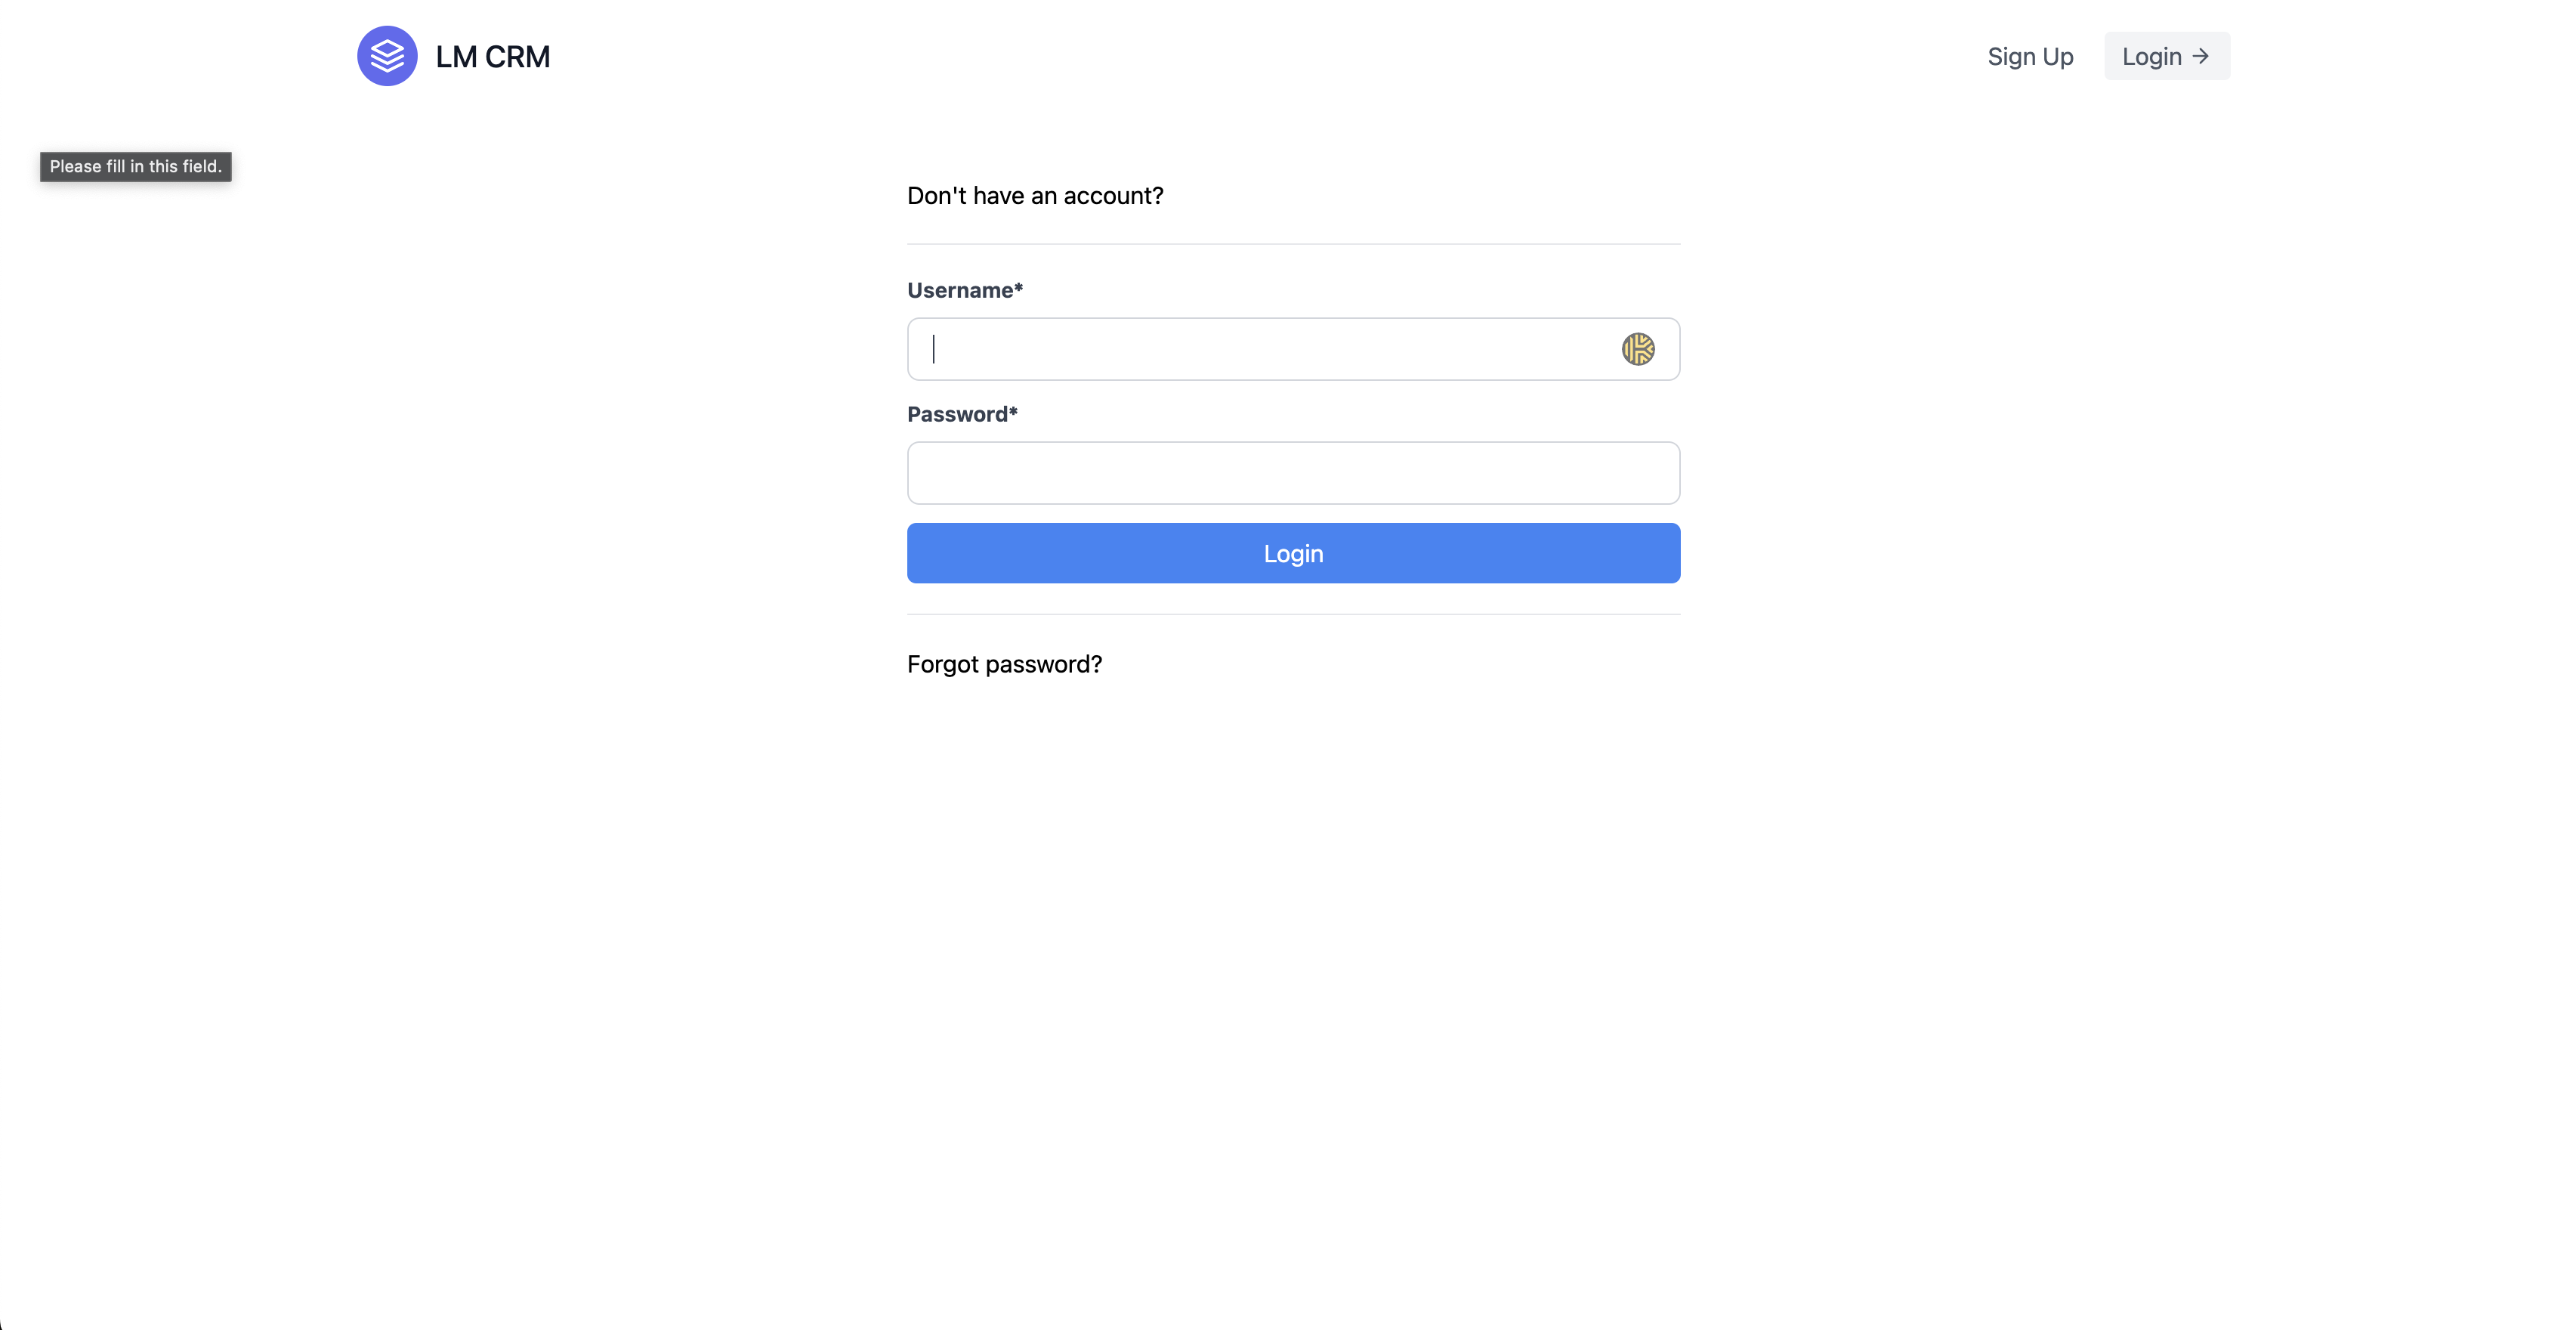 LM CRM
Sign Up
Login →
Please fill in this field.
Don't have an account?
Username*
Password*
Login
Forgot password?